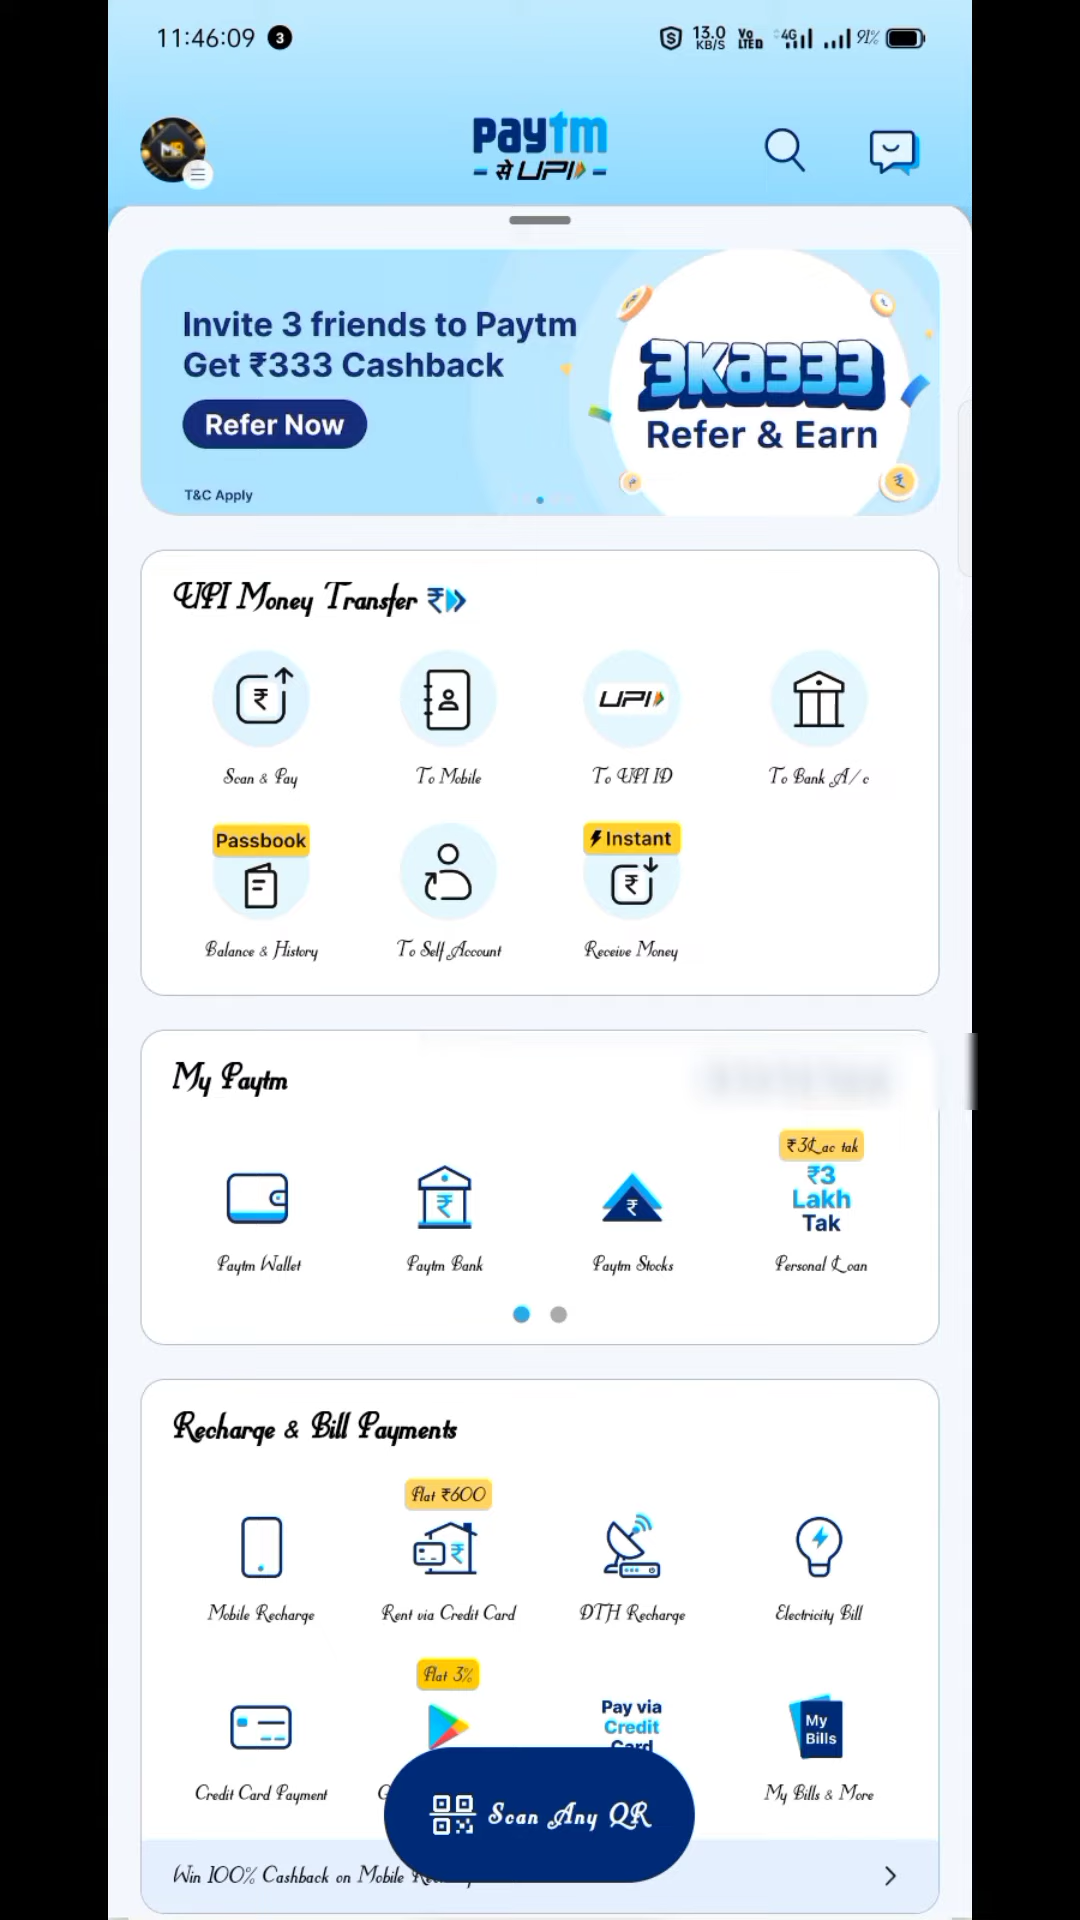 11:46:09 3 13.0 KB/S Vo LTED 4G 91%
MR
paytm
से UPI
Invite 3 friends to Paytm
Get ₹333 Cashback
Refer Now
T&C Apply
3Ka333
Refer & Earn
UPI Money Transfer ₹
Scan & Pay
To Mobile
UPI
To UPI ID
To Bank A/c
Passbook
Balance & History
To Self Account
Instant
Receive Money
My Paytm
Paytm Wallet
Paytm Bank
Paytm Stocks
₹3Lac tak
₹3
Lakh
Tak
Personal Loan
Recharge & Bill Payments
Mobile Recharge
Flat ₹600
Rent via Credit Card
DTH Recharge
Electricity Bill
Credit Card Payment
Flat 3%
Pay via
Credit
Card
My
Bills
My Bills & More
Scan Any QR
Win 100% Cashback on Mobile